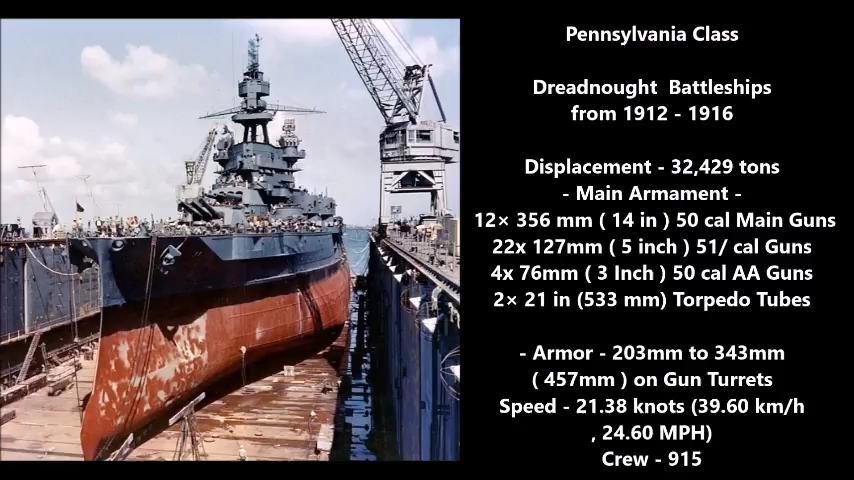 Pennsylvania Class
Dreadnought Battleships
from 1912 - 1916
Displacement - 32,429 tons
- Main Armament -
12× 356 mm ( 14 in ) 50 cal Main Guns
22x 127mm ( 5 inch ) 51/ cal Guns
4x 76mm ( 3 Inch ) 50 cal AA Guns
2× 21 in (533 mm) Torpedo Tubes
- Armor - 203mm to 343mm
( 457mm ) on Gun Turrets
Speed - 21.38 knots (39.60 km/h
, 24.60 MPH)
Crew - 915